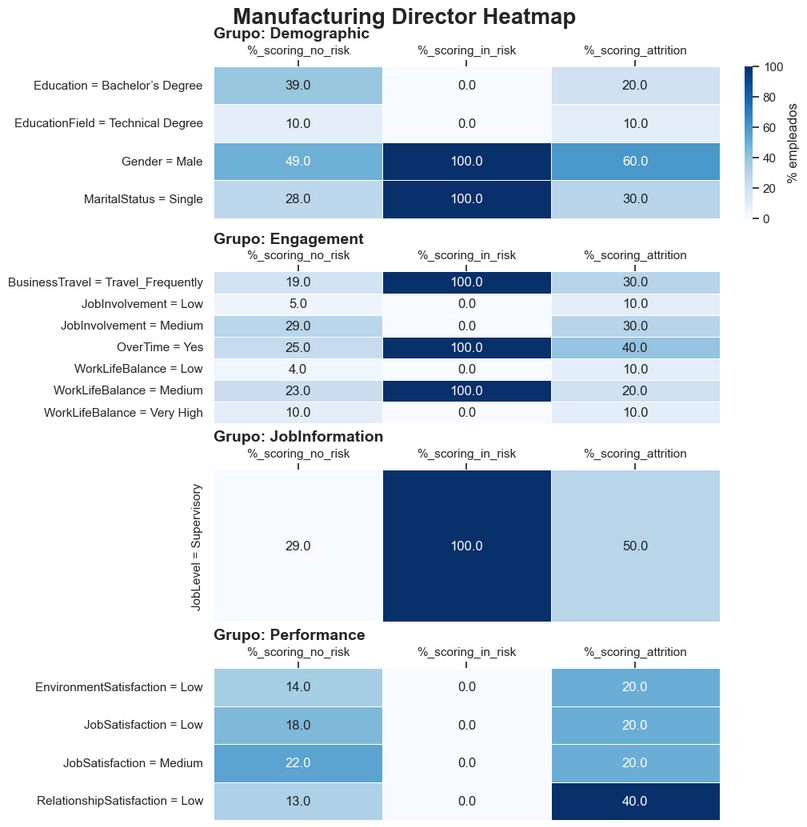 Manufacturing Director Heatmap
Grupo: Demographic
%_scoring_no_risk %_scoring_in_risk %_scoring_attrition
Education = Bachelor’s Degree 39.0 0.0 20.0
EducationField = Technical Degree 10.0 0.0 10.0
Gender = Male 49.0 100.0 60.0
MaritalStatus = Single 28.0 100.0 30.0
100
80
60
40
20
0
% empleados
Grupo: Engagement
%_scoring_no_risk %_scoring_in_risk %_scoring_attrition
BusinessTravel = Travel_Frequently 19.0 100.0 30.0
JobInvolvement = Low 5.0 0.0 10.0
JobInvolvement = Medium 29.0 0.0 30.0
OverTime = Yes 25.0 100.0 40.0
WorkLifeBalance = Low 4.0 0.0 10.0
WorkLifeBalance = Medium 23.0 100.0 20.0
WorkLifeBalance = Very High 10.0 0.0 10.0
Grupo: JobInformation
%_scoring_no_risk %_scoring_in_risk %_scoring_attrition
JobLevel = Supervisory 29.0 100.0 50.0
Grupo: Performance
%_scoring_no_risk %_scoring_in_risk %_scoring_attrition
EnvironmentSatisfaction = Low 14.0 0.0 20.0
JobSatisfaction = Low 18.0 0.0 20.0
JobSatisfaction = Medium 22.0 0.0 20.0
RelationshipSatisfaction = Low 13.0 0.0 40.0